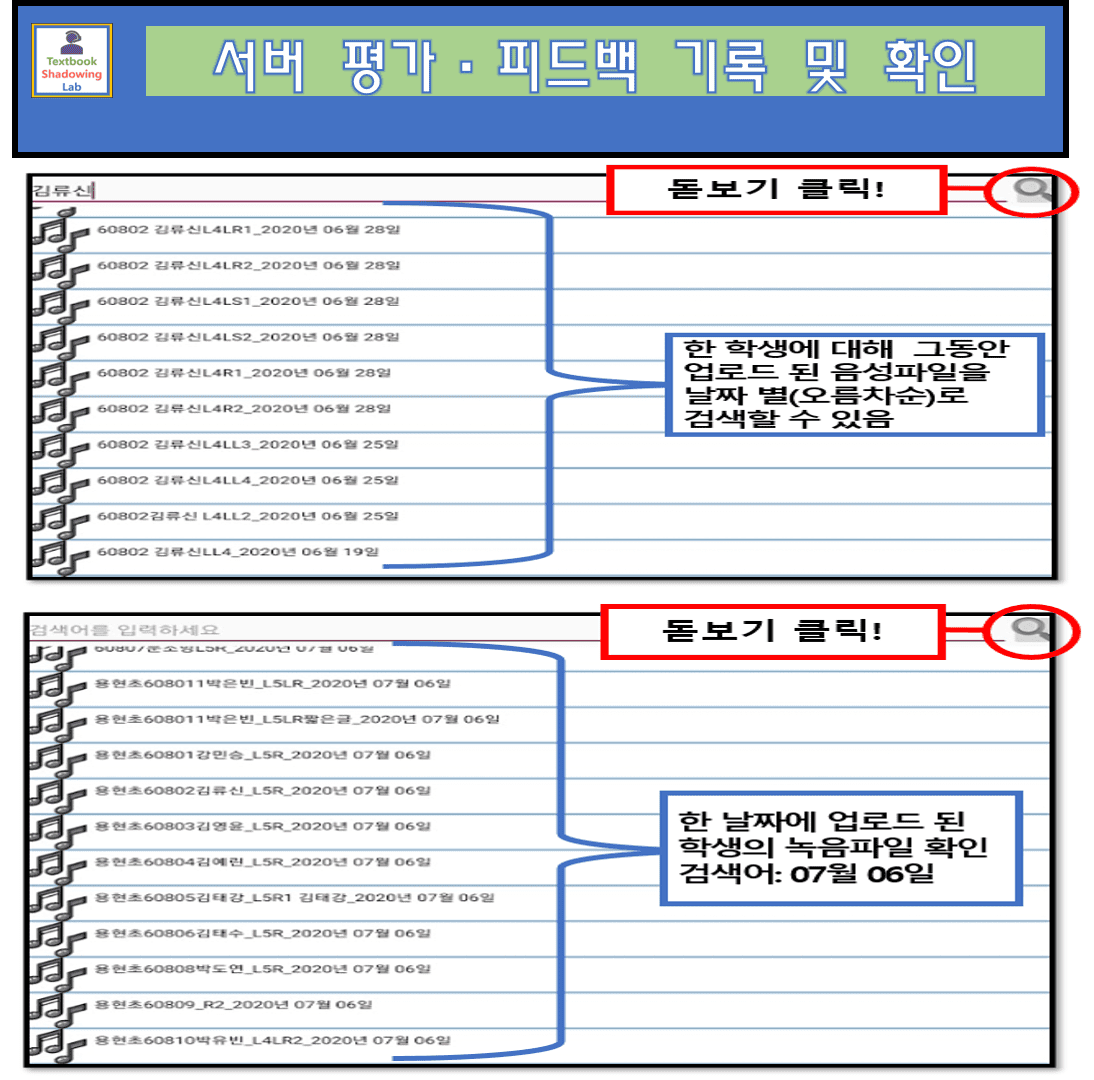 Textbook
Shadowing
Lab
서버 평가·피드백 기록 및 확인
김류신
돋보기 클릭!
60802 김류신L4LR1_2020년 06월 28일
60802 김류신L4LR2_2020년 06월 28일
60802 김류신L4LS1_2020년 06월 28일
60802 김류신L4LS2_2020년 06월 28일
60802 김류신L4R1_2020년 06월 28일
60802 김류신L4R2_2020년 06월 28일
60802 김류신L4LL3_2020년 06월 25일
60802 김류신L4LL4_2020년 06월 25일
60802김류신 L4LL2_2020년 06월 25일
60802 김류신LL4_2020년 06월 19일
한 학생에 대해 그동안
업로드 된 음성파일을
날짜 별(오름차순)로
검색할 수 있음
검색어를 입력하세요
돋보기 클릭!
L5R_2020년 07월 06일
용현초608011박은빈_L5LR_2020년 07월 06일
용현초608011박은빈_L5LR짧은글_2020년 07월 06일
용현초60801강민승_L5R_2020년 07월 06일
용현초60802김류신_L5R_2020년 07월 06일
용현초60803김영윤_L5R_2020년 07월 06일
용현초60804김예린_L5R_2020년 07월 06일
용현초60805김태강_L5R1 김태강_2020년 07월 06일
용현초60806김태수_L5R_2020년 07월 06일
용현초60808박도연_L5R_2020년 07월 06일
용현초60809_R2_2020년 07월 06일
용현초60810박유빈_L4LR2_2020년 07월 06일
한 날짜에 업로드 된
학생의 녹음파일 확인
검색어: 07월 06일